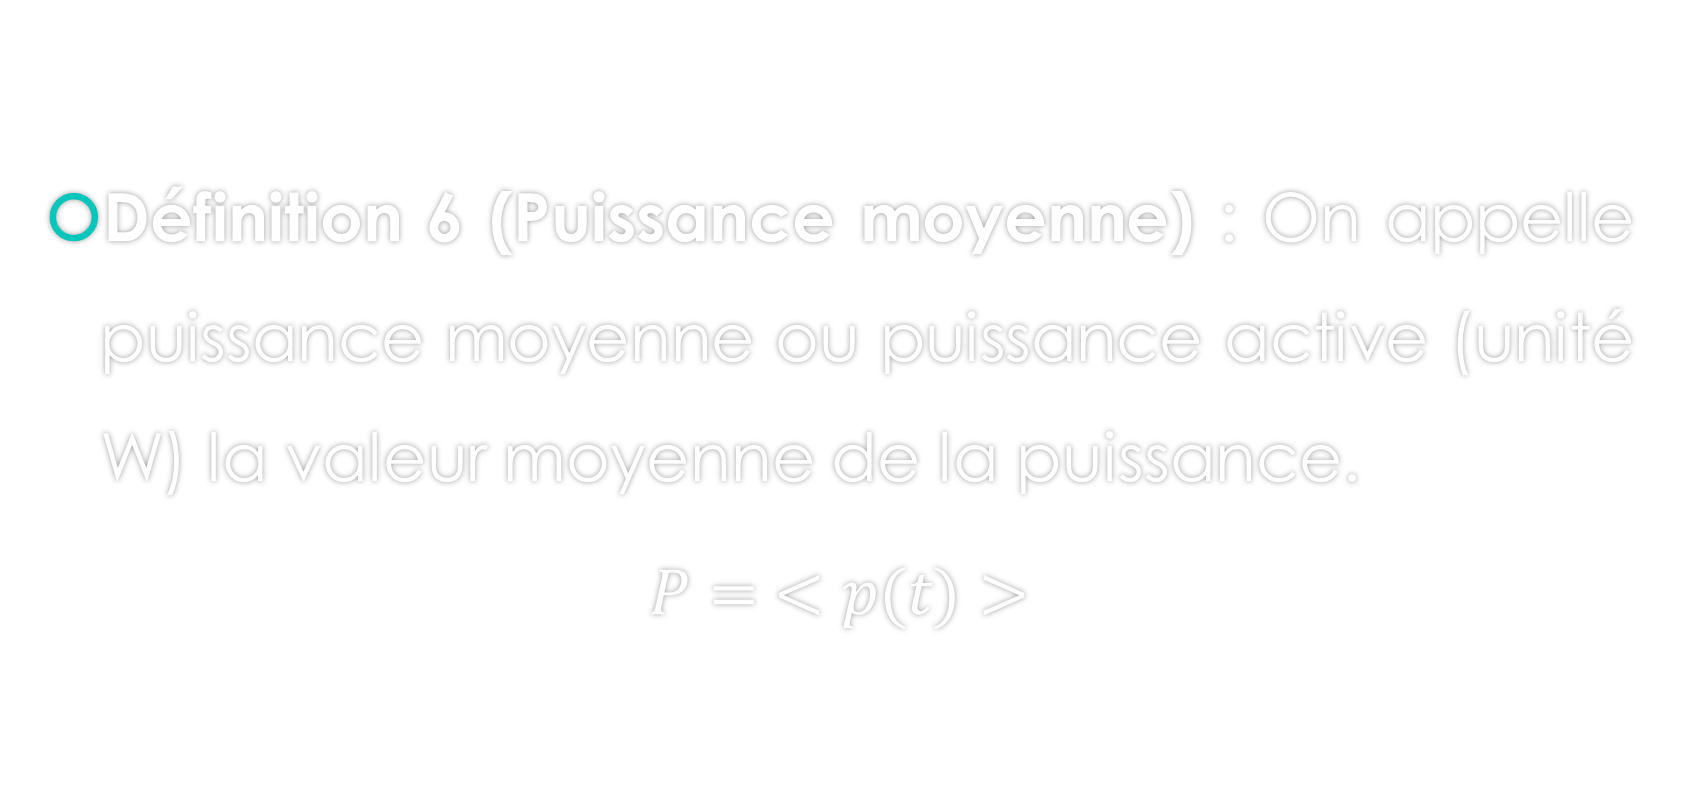 Définition 6 (Puissance moyenne) : On appelle
puissance moyenne ou puissance active (unité
W) la valeur moyenne de la puissance.
P = < p(t) >